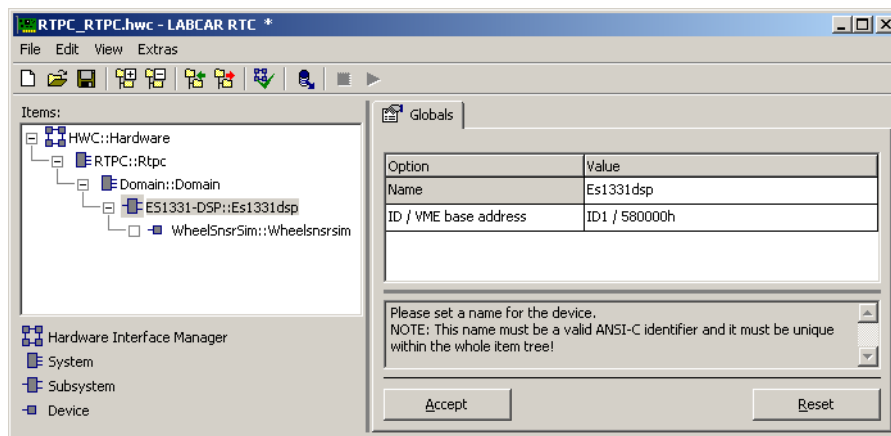 RTPC_RTPC.hwc - LABCAR RTC *
File Edit View Extras
Items:
HWC::Hardware
RTPC::Rtpc
Domain::Domain
ES1331-DSP::Es1331dsp
WheelSnsrSim::Wheelsnsrsim
Hardware Interface Manager
System
Subsystem
Device
Globals
Option Value
Name Es1331dsp
ID / VME base address ID1 / 580000h
Please set a name for the device.
NOTE: This name must be a valid ANSI-C identifier and it must be unique
within the whole item tree!
Accept Reset